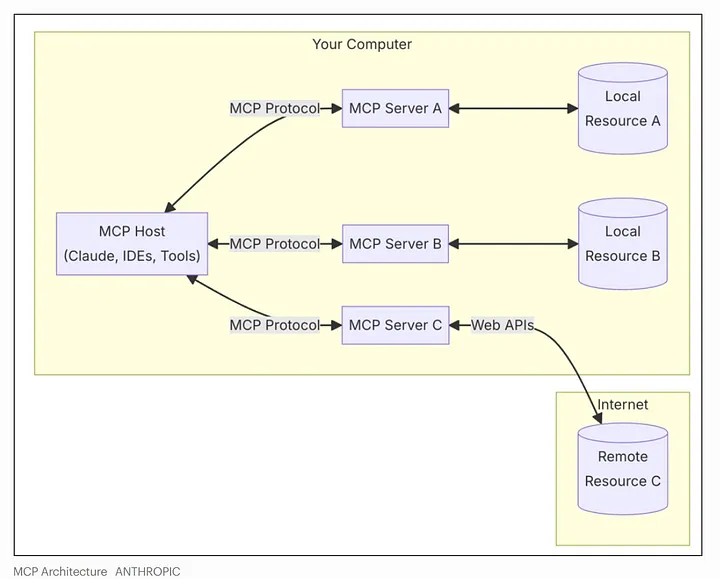 Your Computer
MCP Protocol
MCP Server A
Local
Resource A
MCP Host
(Claude, IDEs, Tools)
MCP Protocol
MCP Server B
Local
Resource B
MCP Protocol
MCP Server C
Web APIs
Internet
Remote
Resource C
MCP Architecture ANTHROPIC